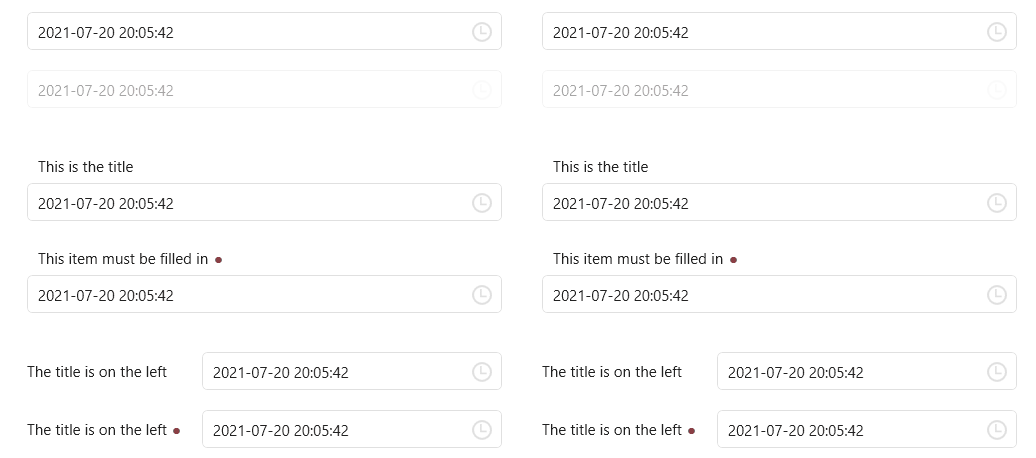 2021-07-20 20:05:42 2021-07-20 20:05:42
2021-07-20 20:05:42 2021-07-20 20:05:42
This is the title This is the title
2021-07-20 20:05:42 2021-07-20 20:05:42
This item must be filled in This item must be filled in
2021-07-20 20:05:42 2021-07-20 20:05:42
The title is on the left 2021-07-20 20:05:42 The title is on the left 2021-07-20 20:05:42
The title is on the left 2021-07-20 20:05:42 The title is on the left 2021-07-20 20:05:42